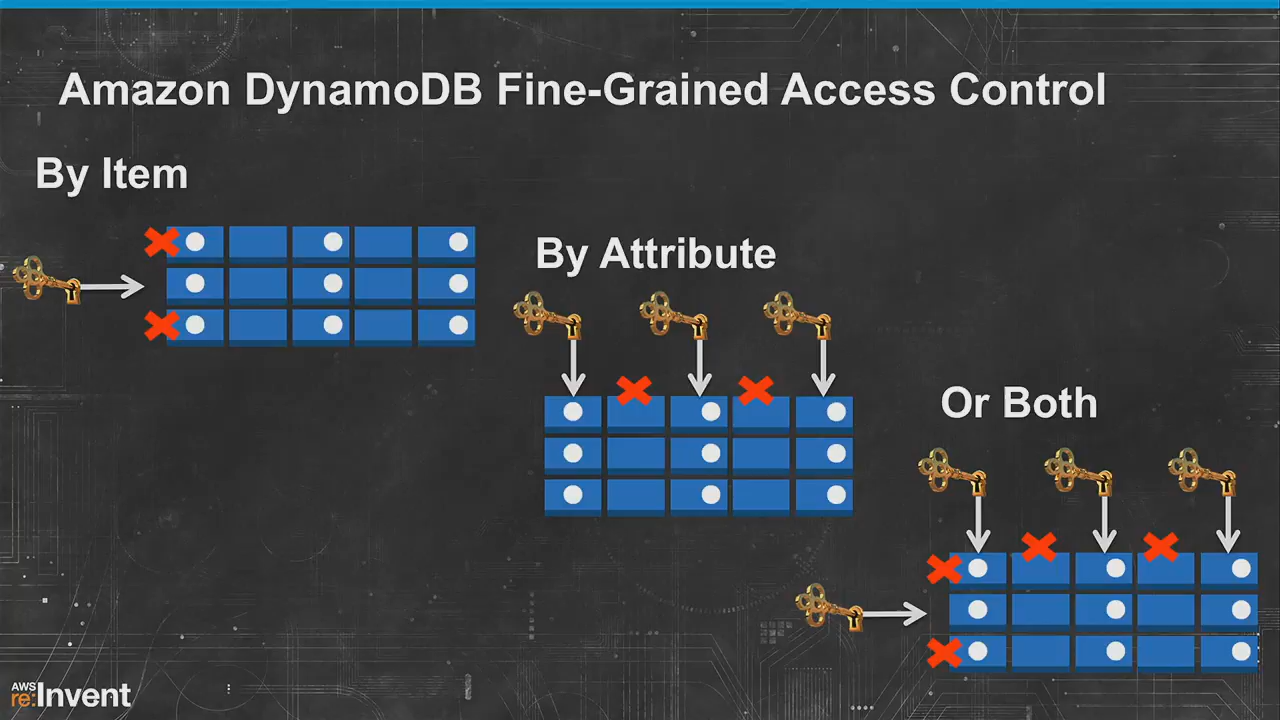 Amazon DynamoDB Fine-Grained Access Control
By Item
By Attribute
Or Both
AWS
re:Invent